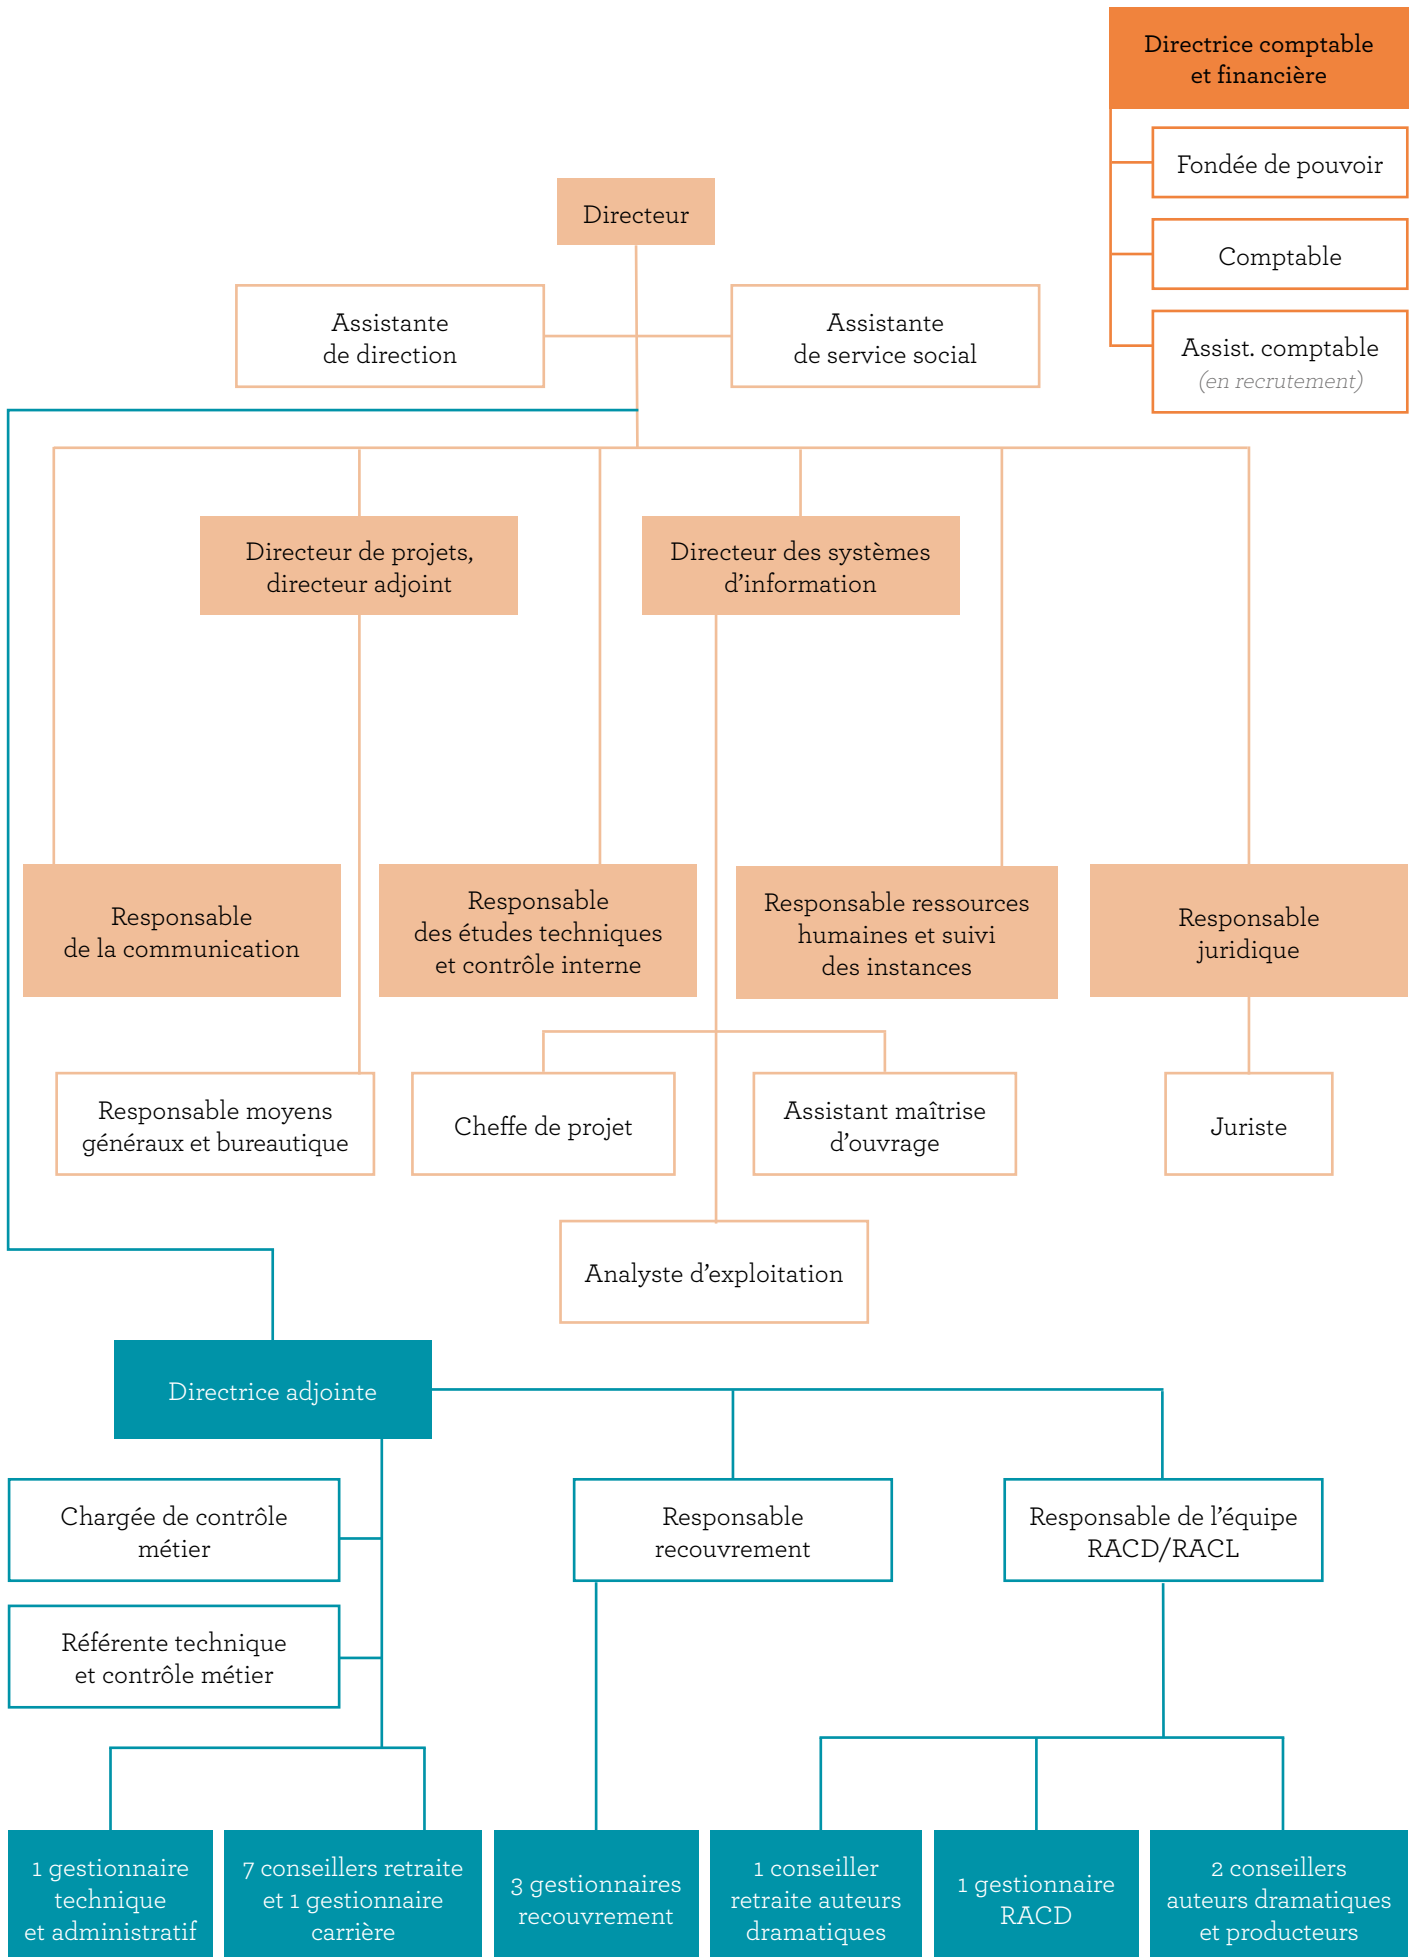 Directrice comptable
et financière
Fondée de pouvoir
Comptable
Assist. comptable
(en recrutement)
Directeur
Assistante
de direction
Assistante
de service social
Directeur de projets,
directeur adjoint
Directeur des systèmes
d’information
Responsable
de la communication
Responsable
des études techniques
et contrôle interne
Responsable ressources
humaines et suivi
des instances
Responsable
juridique
Responsable moyens
généraux et bureautique
Cheffe de projet
Assistant maîtrise
d’ouvrage
Juriste
Analyste d’exploitation
Directrice adjointe
Chargée de contrôle
métier
Référente technique
et contrôle métier
Responsable
recouvrement
Responsable de l’équipe
RACD/RACL
1 gestionnaire
technique
et administratif
7 conseillers retraite
et 1 gestionnaire
carrière
3 gestionnaires
recouvrement
1 conseiller
retraite auteurs
dramatiques
1 gestionnaire
RACD
2 conseillers
auteurs dramatiques
et producteurs